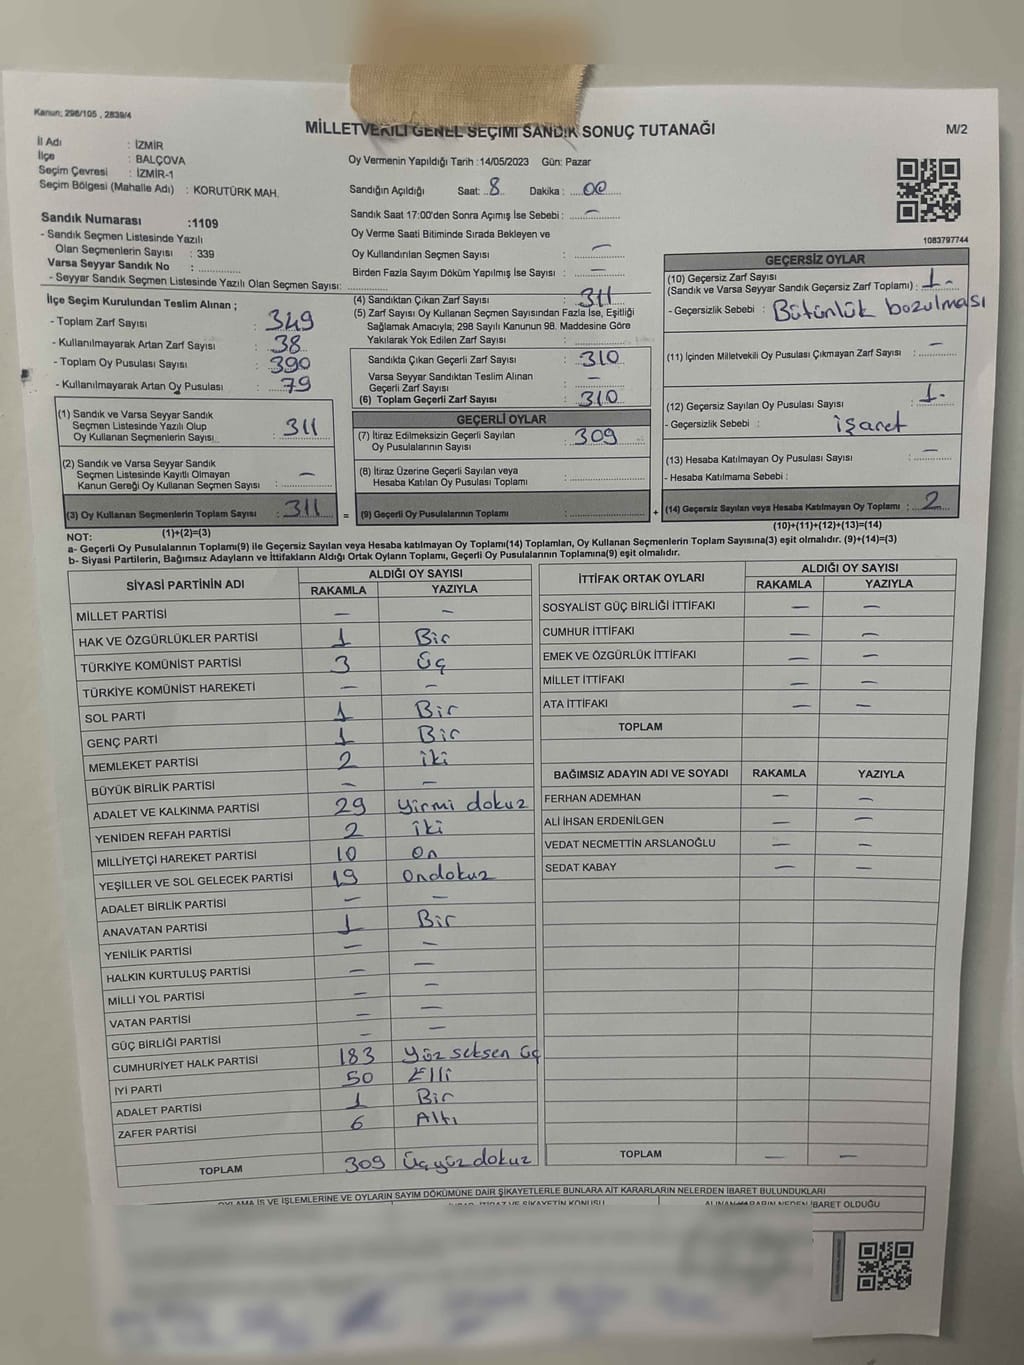 Kanun; 298/105 , 2839/4
MİLLETVEKİLİ GENEL SEÇİMİ SANDIK SONUÇ TUTANAĞI
M/2
İl Adı : İZMİR
İlçe : BALÇOVA
Seçim Çevresi : İZMİR-1
Seçim Bölgesi (Mahalle Adı) : KORUTÜRK MAH.
Oy Vermenin Yapıldığı Tarih :14/05/2023 Gün: Pazar
Sandığın Açıldığı Saat: 8 Dakika : 00
Sandık Saat 17:00'den Sonra Açımış İse Sebebi : —
Oy Verme Saati Bitiminde Sırada Bekleyen ve
Oy Kullandırılan Seçmen Sayısı : —
Birden Fazla Sayım Döküm Yapılmış İse Sayısı : —
1083797744
Sandık Numarası :1109
- Sandık Seçmen Listesinde Yazılı
Olan Seçmenlerin Sayısı : 339
Varsa Seyyar Sandık No :
- Seyyar Sandık Seçmen Listesinde Yazılı Olan Seçmen Sayısı:
İlçe Seçim Kurulundan Teslim Alınan ;
- Toplam Zarf Sayısı : 349
- Kullanılmayarak Artan Zarf Sayısı : 38
- Toplam Oy Pusulası Sayısı : 390
- Kullanılmayarak Artan Oy Pusulası : 79
(1) Sandık ve Varsa Seyyar Sandık
Seçmen Listesinde Yazılı Olup
Oy Kullanan Seçmenlerin Sayısı : 311
(2) Sandık ve Varsa Seyyar Sandık
Seçmen Listesinde Kayıtlı Olmayan
Kanun Gereği Oy Kullanan Seçmen Sayısı : —
(3) Oy Kullanan Seçmenlerin Toplam Sayısı : 311
(1)+(2)=(3)
(4) Sandıktan Çıkan Zarf Sayısı : 311
(5) Zarf Sayısı Oy Kullanan Seçmen Sayısından Fazla İse, Eşitliği
Sağlamak Amacıyla, 298 Sayılı Kanunun 98. Maddesine Göre
Yakılarak Yok Edilen Zarf Sayısı :
Sandıkta Çıkan Geçerli Zarf Sayısı : 310
Varsa Seyyar Sandıktan Teslim Alınan
Geçerli Zarf Sayısı : —
(6) Toplam Geçerli Zarf Sayısı : 310
GEÇERLİ OYLAR
(7) İtiraz Edilmeksizin Geçerli Sayılan
Oy Pusulasının Sayısı : 309
(8) İtiraz Üzerine Geçerli Sayılan veya
Hesaba Katılan Oy Pusulası Toplamı :
= (9) Geçerli Oy Pusulalarının Toplamı :
GEÇERSİZ OYLAR
(10) Geçersiz Zarf Sayısı
(Sandık ve Varsa Seyyar Sandık Geçersiz Zarf Toplamı) : 1-
- Geçersizlik Sebebi : Bütünlük bozulması
(11) İçinden Milletvekili Oy Pusulası Çıkmayan Zarf Sayısı : —
(12) Geçersiz Sayılan Oy Pusulası Sayısı : 1-
- Geçersizlik Sebebi : İşaret
(13) Hesaba Katılmayan Oy Pusulası Sayısı : —
- Hesaba Katılmama Sebebi :
+ (14) Geçersiz Sayılan veya Hesaba Katılmayan Oy Toplamı : 2
(10)+(11)+(12)+(13)=(14)
NOT:
a- Geçerli Oy Pusulalarının Toplamı(9) ile Geçersiz Sayılan veya Hesaba katılmayan Oy Toplamı(14) Toplamları, Oy Kullanan Seçmenlerin Toplam Sayısına(3) eşit olmalıdır. (9)+(14)=(3)
b- Siyasi Partilerin, Bağımsız Adayların ve İttifakların Aldığı Ortak Oyların Toplamı, Geçerli Oy Pusulalarının Toplamına(9) eşit olmalıdır.
SİYASİ PARTİNİN ADI ALDIĞI OY SAYISI
RAKAMLA YAZIYLA
MİLLET PARTİSİ — —
HAK VE ÖZGÜRLÜKLER PARTİSİ 1 Bir
TÜRKİYE KOMÜNİST PARTİSİ 3 Üç
TÜRKİYE KOMÜNİST HAREKETİ — —
SOL PARTİ 1 Bir
GENÇ PARTİ 1 Bir
MEMLEKET PARTİSİ 2 İki
BÜYÜK BİRLİK PARTİSİ — —
ADALET VE KALKINMA PARTİSİ 29 Yirmi dokuz
YENİDEN REFAH PARTİSİ 2 İki
MİLLİYETÇİ HAREKET PARTİSİ 10 On
YEŞİLLER VE SOL GELECEK PARTİSİ 19 Ondokuz
ADALET BİRLİK PARTİSİ — —
ANAVATAN PARTİSİ 1 Bir
YENİLİK PARTİSİ — —
HALKIN KURTULUŞ PARTİSİ — —
MİLLİ YOL PARTİSİ — —
VATAN PARTİSİ — —
GÜÇ BİRLİĞİ PARTİSİ — —
CUMHURİYET HALK PARTİSİ 183 Yüz seksen üç
İYİ PARTİ 50 Elli
ADALET PARTİSİ 1 Bir
ZAFER PARTİSİ 6 Altı
TOPLAM 309 Üçyüzdokuz
İTTİFAK ORTAK OYLARI ALDIĞI OY SAYISI
RAKAMLA YAZIYLA
SOSYALİST GÜÇ BİRLİĞİ İTTİFAKI — —
CUMHUR İTTİFAKI — —
EMEK VE ÖZGÜRLÜK İTTİFAKI — —
MİLLET İTTİFAKI — —
ATA İTTİFAKI — —
TOPLAM
BAĞIMSIZ ADAYIN ADI VE SOYADI RAKAMLA YAZIYLA
FERHAN ADEMHAN — —
ALİ İHSAN ERDENİLGEN — —
VEDAT NECMETTİN ARSLANOĞLU — —
SEDAT KABAY — —
TOPLAM — —
OYLAMA İŞ VE İŞLEMLERİNE VE OYLARIN SAYIM DÖKÜMÜNE DAİR ŞİKAYETLERLE BUNLARA AİT KARARLARIN NELERDEN İBARET BULUNDUKLARI
İTİRAZ VE ŞİKAYETİN KONUSU
ALINAN KARARIN NEDEN İBARET OLDUĞU